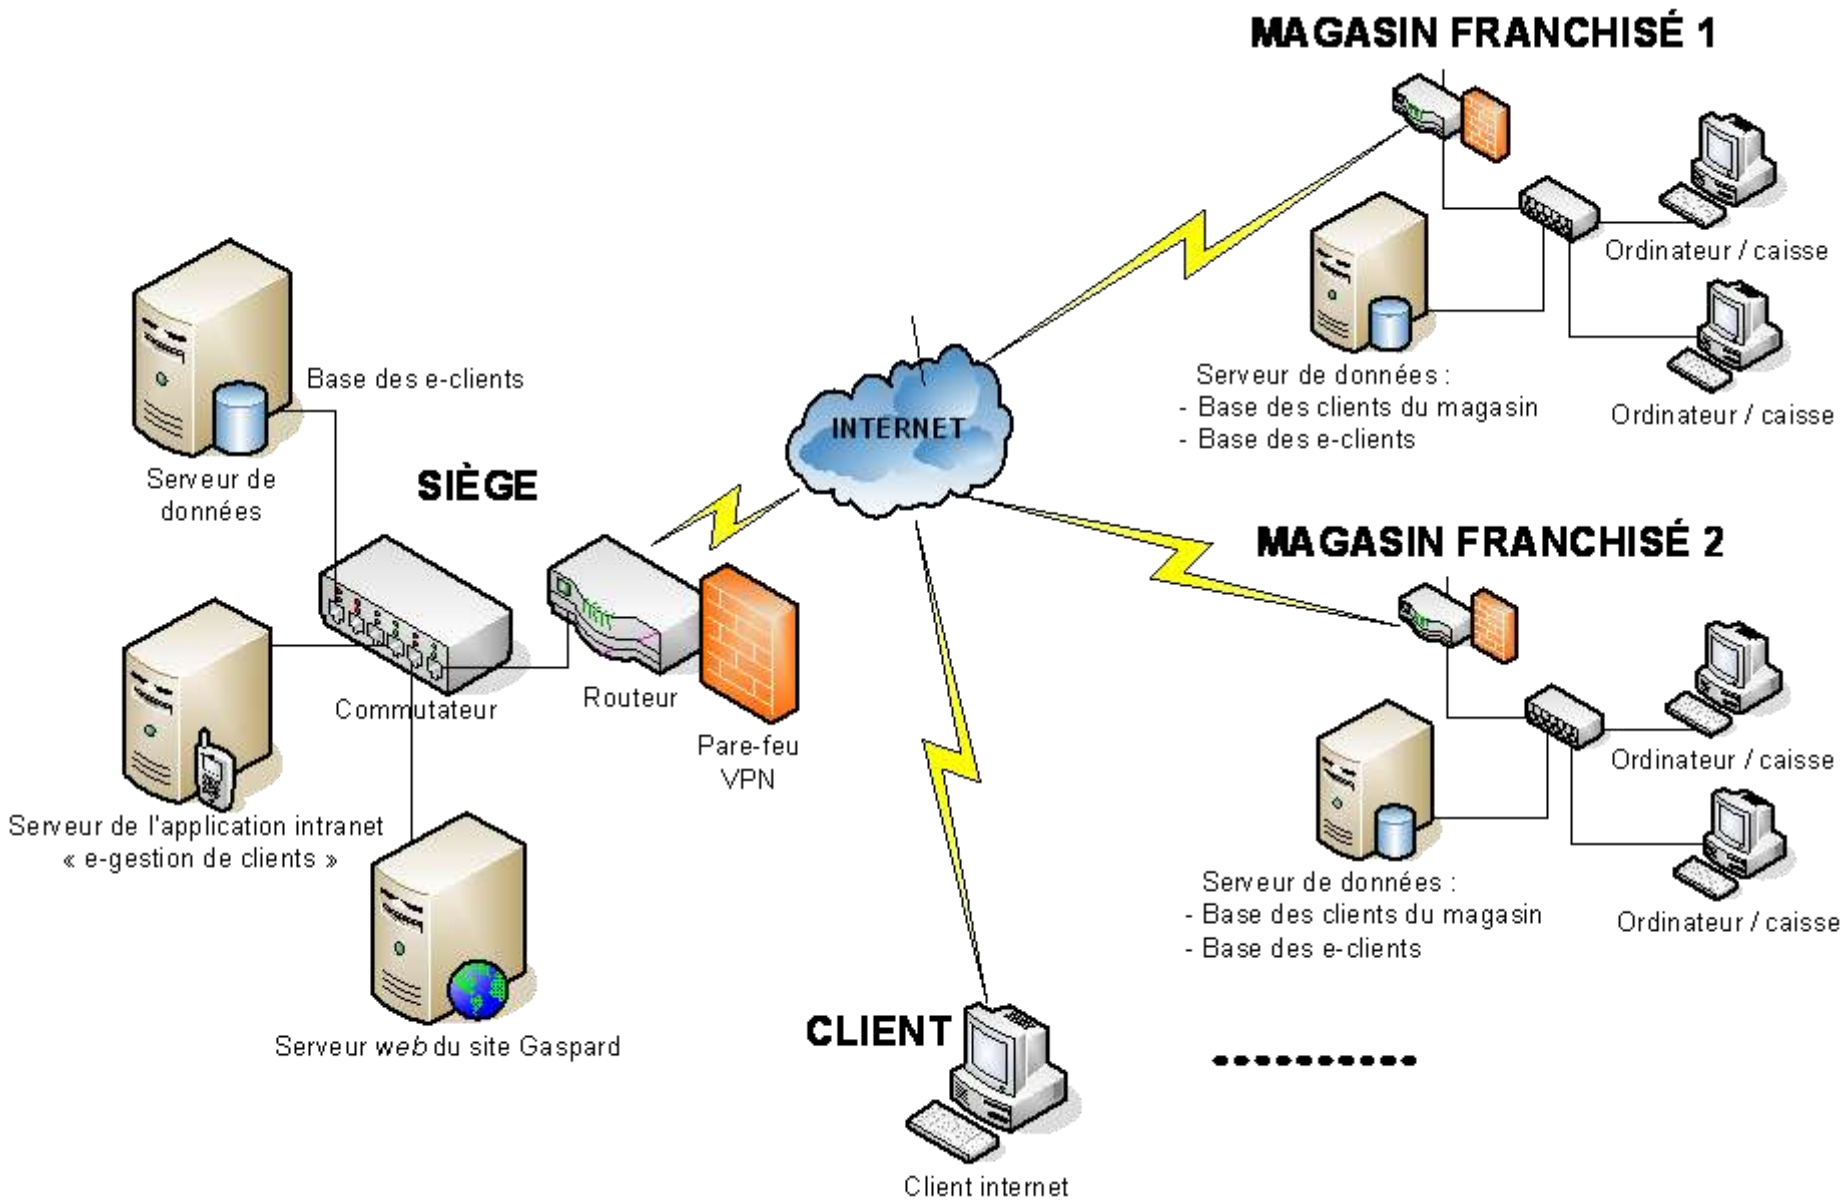 MAGASIN FRANCHISÉ 1
Ordinateur / caisse
Serveur de données :
- Base des clients du magasin
- Base des e-clients
Ordinateur / caisse
Base des e-clients
Serveur de
données
SIÈGE
INTERNET
Commutateur
Routeur
Pare-feu
VPN
Serveur de l'application intranet
« e-gestion de clients »
Serveur web du site Gaspard
MAGASIN FRANCHISÉ 2
Ordinateur / caisse
Serveur de données :
- Base des clients du magasin
- Base des e-clients
Ordinateur / caisse
CLIENT
Client internet